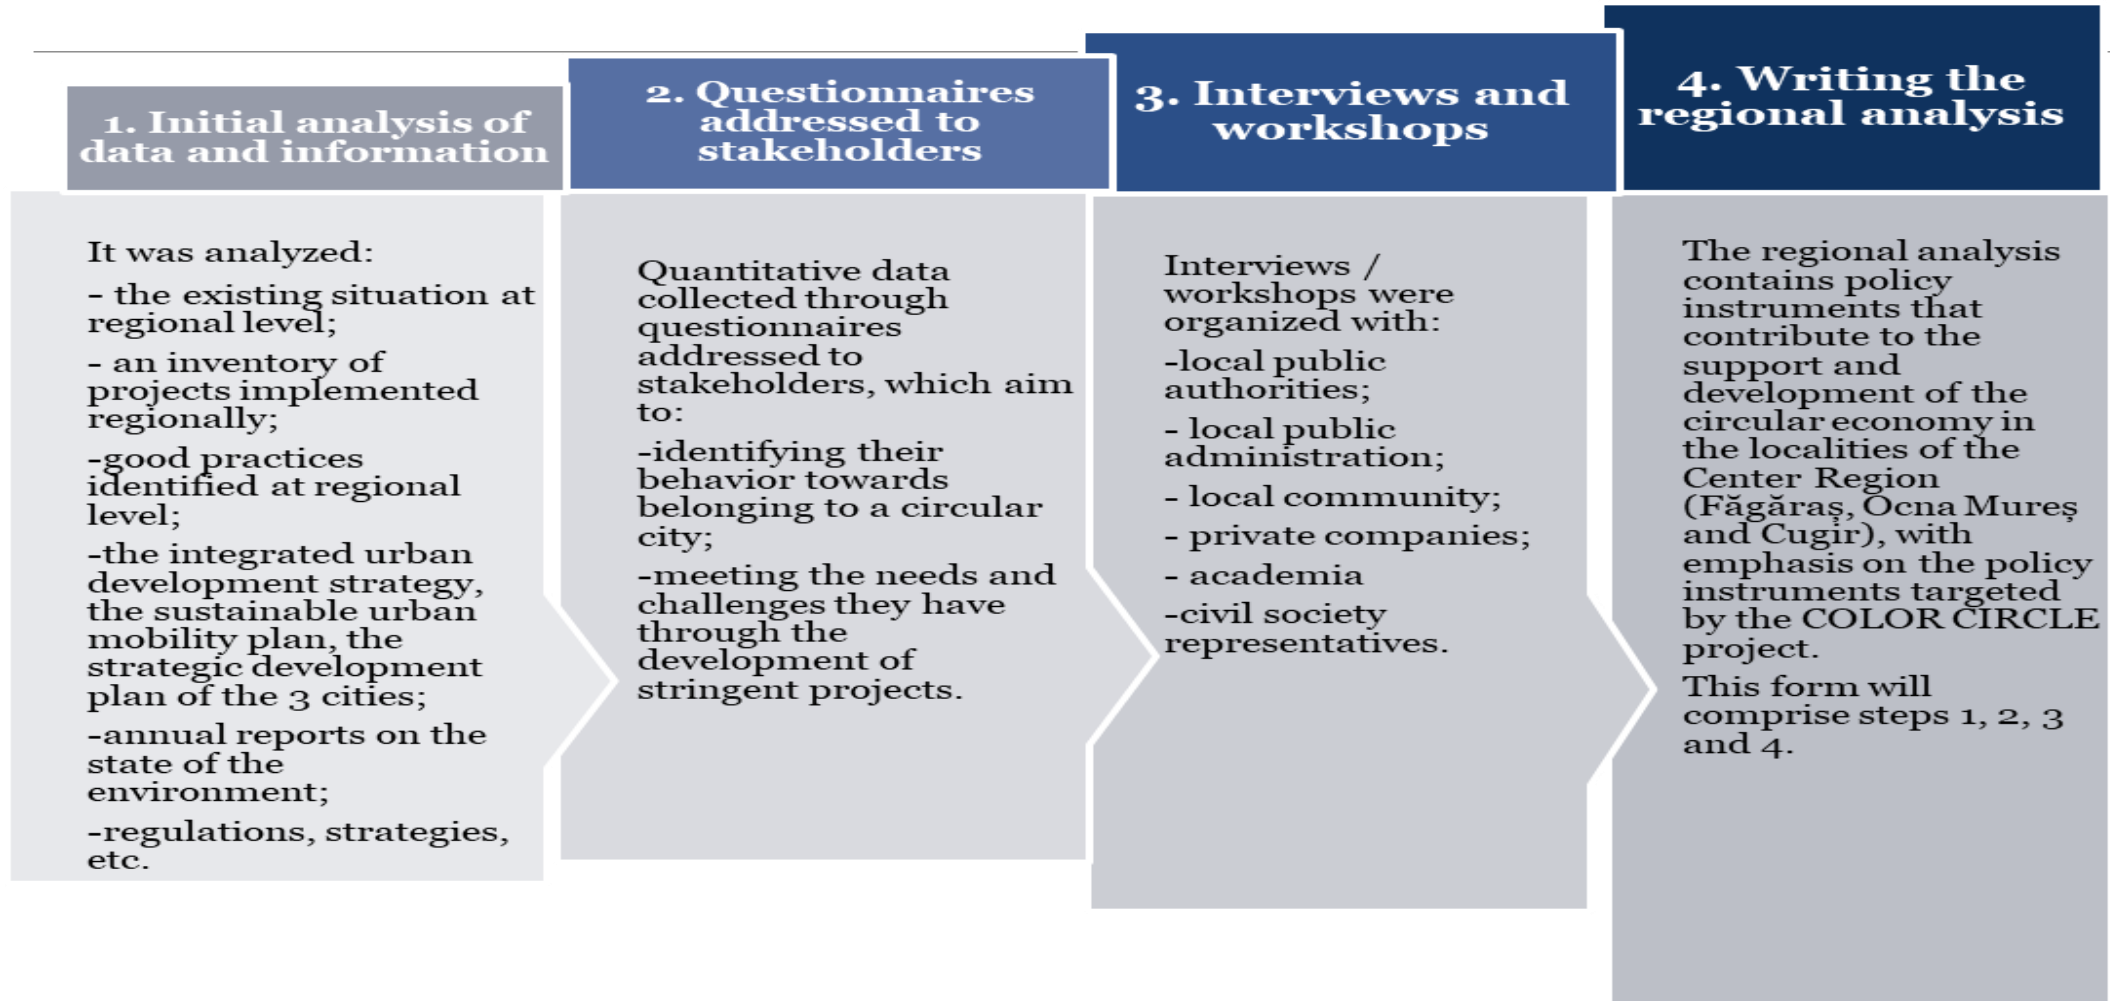 1. Initial analysis of
data and information
It was analyzed:
- the existing situation at
regional level;
- an inventory of
projects implemented
regionally;
-good practices
identified at regional
level;
-the integrated urban
development strategy,
the sustainable urban
mobility plan, the
strategic development
plan of the 3 cities;
-annual reports on the
state of the
environment;
-regulations, strategies,
etc.
2. Questionnaires
addressed to
stakeholders
Quantitative data
collected through
questionnaires
addressed to
stakeholders, which aim
to:
-identifying their
behavior towards
belonging to a circular
city;
-meeting the needs and
challenges they have
through the
development of
stringent projects.
3. Interviews and
workshops
Interviews /
workshops were
organized with:
-local public
authorities;
- local public
administration;
- local community;
- private companies;
- academia
-civil society
representatives.
4. Writing the
regional analysis
The regional analysis
contains policy
instruments that
contribute to the
support and
development of the
circular economy in
the localities of the
Center Region
(Făgăraș, Ocna Mureș
and Cugir), with
emphasis on the policy
instruments targeted
by the COLOR CIRCLE
project.
This form will
comprise steps 1, 2, 3
and 4.